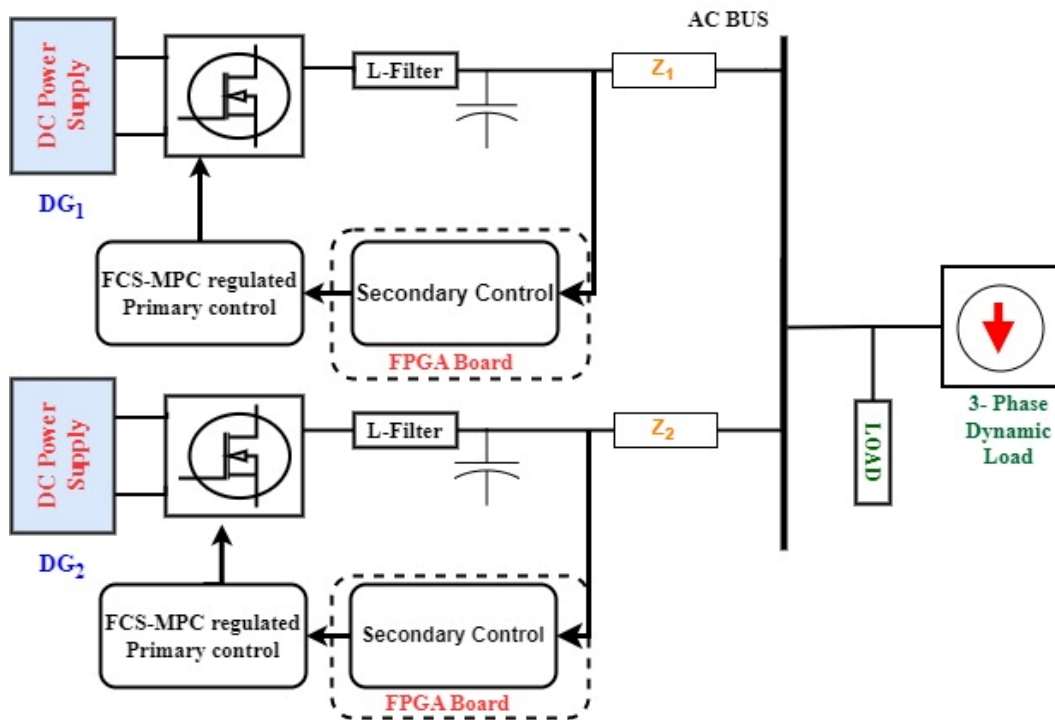 AC BUS
DC Power
Supply
L-Filter
Z1
DG1
FCS-MPC regulated
Primary control
Secondary Control
FPGA Board
DC Power
Supply
L-Filter
Z2
LOAD
3- Phase
Dynamic
Load
DG2
FCS-MPC regulated
Primary control
Secondary Control
FPGA Board